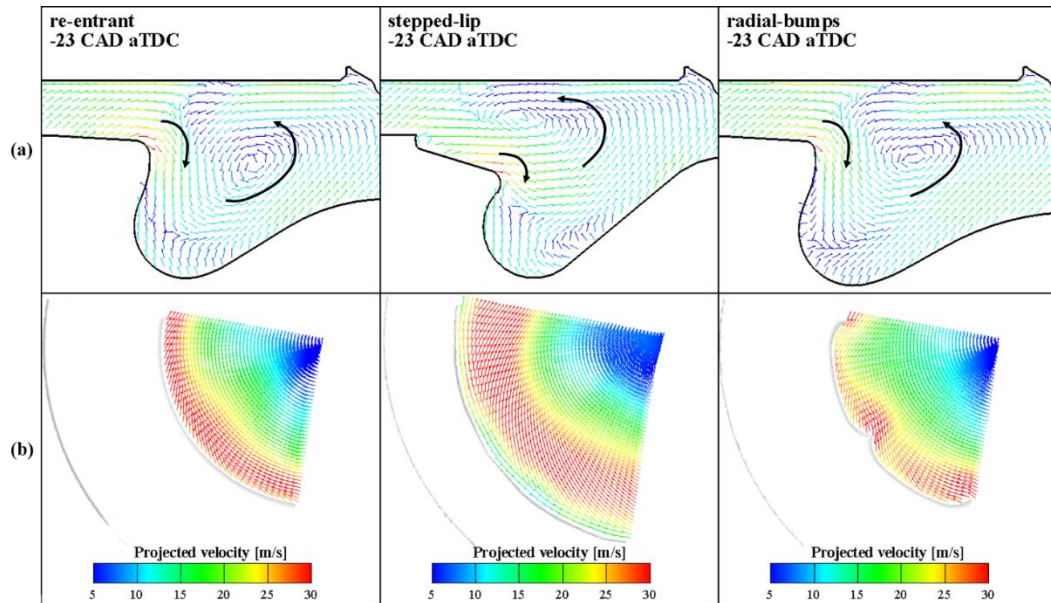 re-entrant
-23 CAD aTDC
stepped-lip
-23 CAD aTDC
radial-bumps
-23 CAD aTDC
(a)
(b)
Projected velocity [m/s]
5 10 15 20 25 30
Projected velocity [m/s]
5 10 15 20 25 30
Projected velocity [m/s]
5 10 15 20 25 30